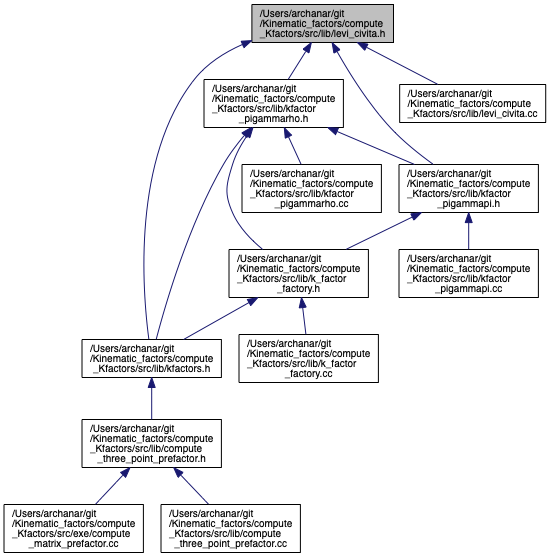 /Users/archanar/git
/Kinematic_factors/compute
_Kfactors/src/lib/levi_civita.h
/Users/archanar/git
/Kinematic_factors/compute
_Kfactors/src/lib/kfactor
_pigammarho.h
/Users/archanar/git
/Kinematic_factors/compute
_Kfactors/src/lib/levi_civita.cc
/Users/archanar/git
/Kinematic_factors/compute
_Kfactors/src/lib/kfactor
_pigammarho.cc
/Users/archanar/git
/Kinematic_factors/compute
_Kfactors/src/lib/kfactor
_pigammapi.h
/Users/archanar/git
/Kinematic_factors/compute
_Kfactors/src/lib/k_factor
_factory.h
/Users/archanar/git
/Kinematic_factors/compute
_Kfactors/src/lib/kfactor
_pigammapi.cc
/Users/archanar/git
/Kinematic_factors/compute
_Kfactors/src/lib/kfactors.h
/Users/archanar/git
/Kinematic_factors/compute
_Kfactors/src/lib/k_factor
_factory.cc
/Users/archanar/git
/Kinematic_factors/compute
_Kfactors/src/lib/compute
_three_point_prefactor.h
/Users/archanar/git
/Kinematic_factors/compute
_Kfactors/src/exe/compute
_matrix_prefactor.cc
/Users/archanar/git
/Kinematic_factors/compute
_Kfactors/src/lib/compute
_three_point_prefactor.cc